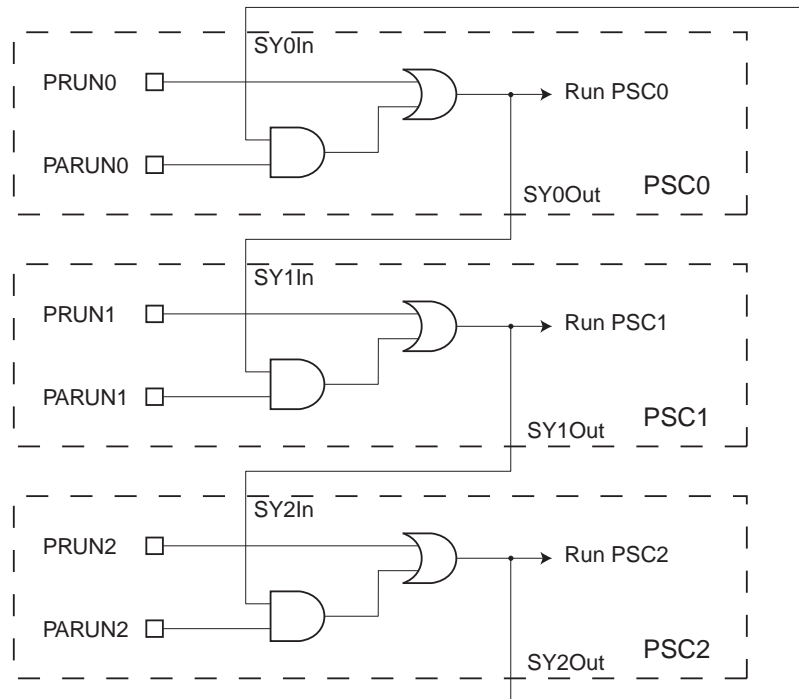 SY0In
PRUN0
Run PSC0
PARUN0
PSC0
SY0Out
SY1In
PRUN1
Run PSC1
PARUN1
PSC1
SY1Out
SY2In
PRUN2
Run PSC2
PARUN2
PSC2
SY2Out